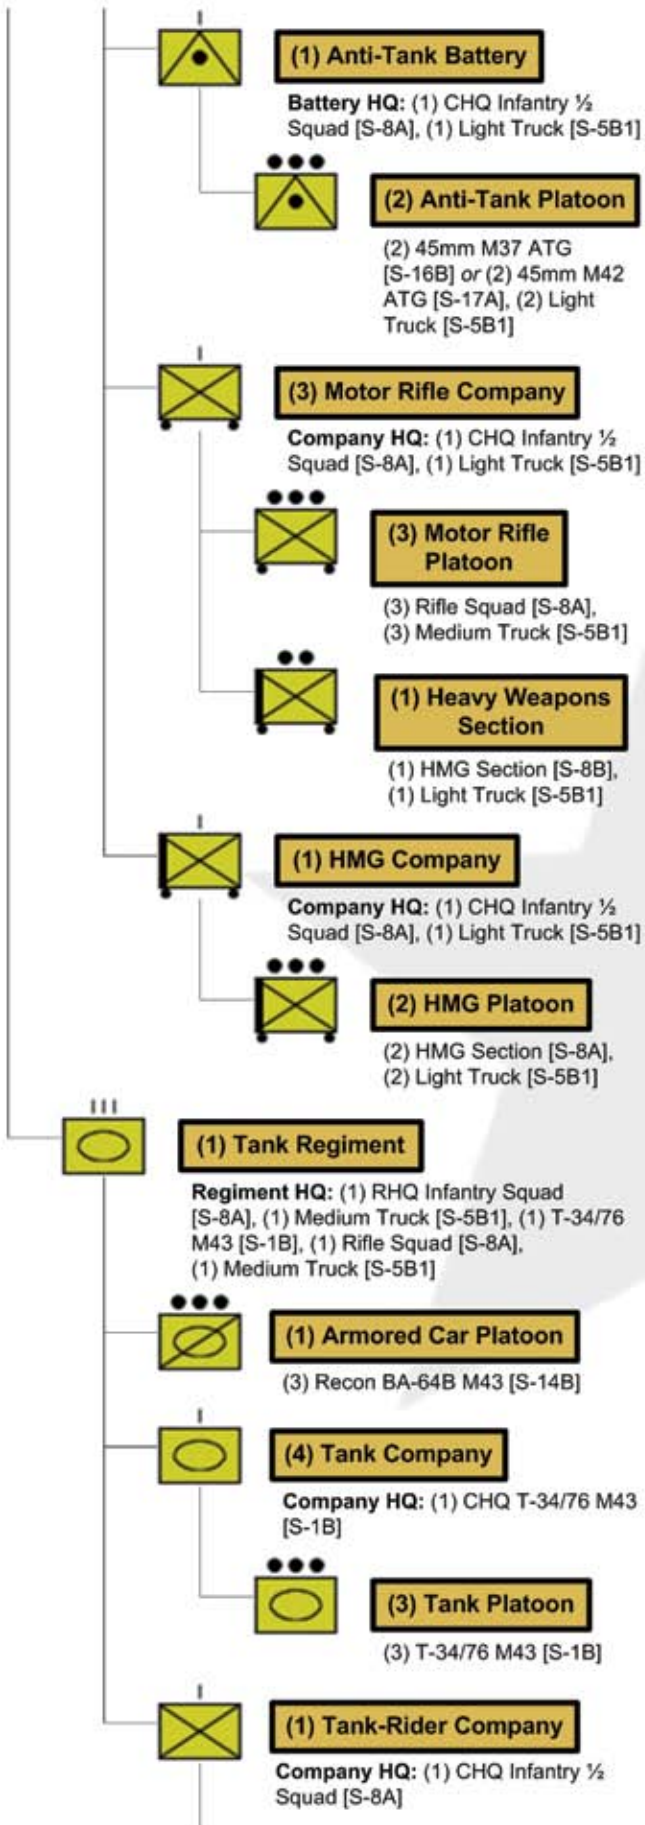 (1) Anti-Tank Battery
Battery HQ: (1) CHQ Infantry ½
Squad [S-8A], (1) Light Truck [S-5B1]
(2) Anti-Tank Platoon
(2) 45mm M37 ATG
[S-16B] or (2) 45mm M42
ATG [S-17A], (2) Light
Truck [S-5B1]
(3) Motor Rifle Company
Company HQ: (1) CHQ Infantry ½
Squad [S-8A], (1) Light Truck [S-5B1]
(3) Motor Rifle
Platoon
(3) Rifle Squad [S-8A],
(3) Medium Truck [S-5B1]
(1) Heavy Weapons
Section
(1) HMG Section [S-8B],
(1) Light Truck [S-5B1]
(1) HMG Company
Company HQ: (1) CHQ Infantry ½
Squad [S-8A], (1) Light Truck [S-5B1]
(2) HMG Platoon
(2) HMG Section [S-8A],
(2) Light Truck [S-5B1]
(1) Tank Regiment
Regiment HQ: (1) RHQ Infantry Squad
[S-8A], (1) Medium Truck [S-5B1], (1) T-34/76
M43 [S-1B], (1) Rifle Squad [S-8A],
(1) Medium Truck [S-5B1]
(1) Armored Car Platoon
(3) Recon BA-64B M43 [S-14B]
(4) Tank Company
Company HQ: (1) CHQ T-34/76 M43
[S-1B]
(3) Tank Platoon
(3) T-34/76 M43 [S-1B]
(1) Tank-Rider Company
Company HQ: (1) CHQ Infantry ½
Squad [S-8A]